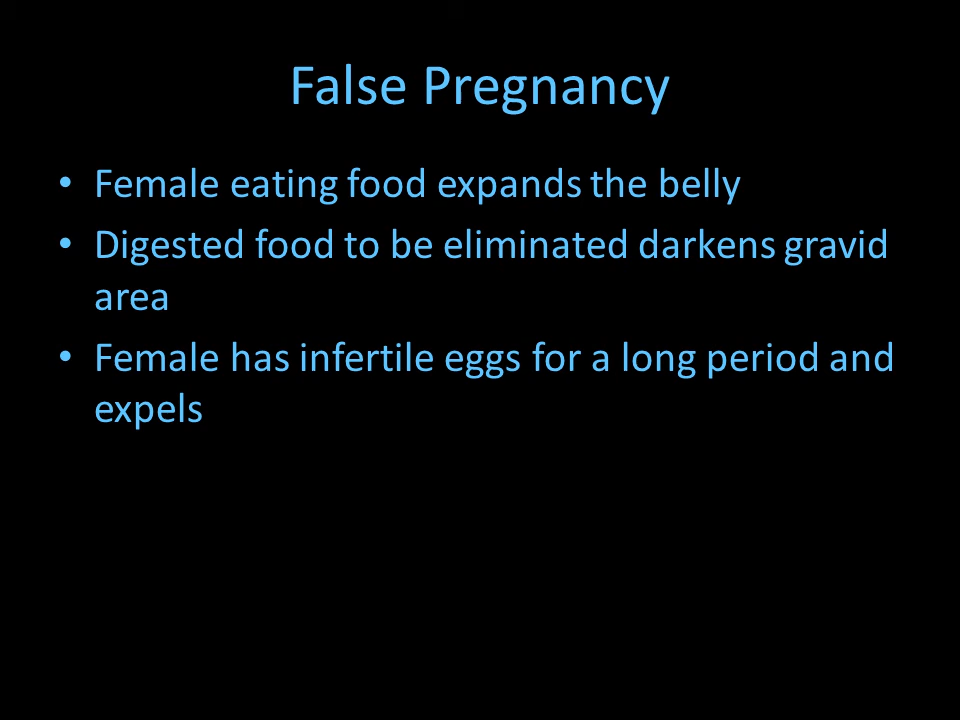 False Pregnancy
• Female eating food expands the belly
• Digested food to be eliminated darkens gravid
area
• Female has infertile eggs for a long period and
expels